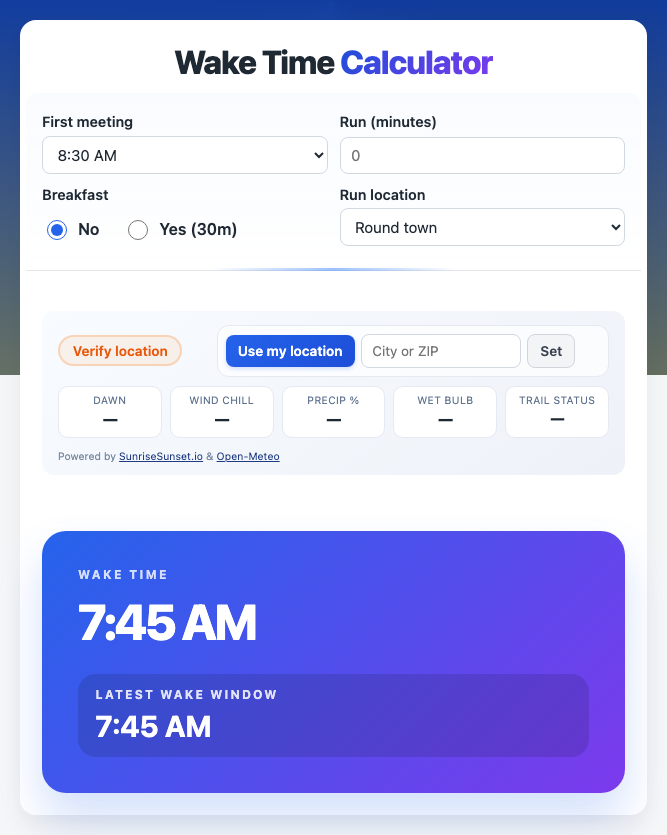 Wake Time Calculator
First meeting
8:30 AM
Run (minutes)
0
Breakfast
No
Yes (30m)
Run location
Round town
Verify location
Use my location
City or ZIP
Set
DAWN
—
WIND CHILL
—
PRECIP %
—
WET BULB
—
TRAIL STATUS
—
Powered by SunriseSunset.io & Open-Meteo
WAKE TIME
7:45 AM
LATEST WAKE WINDOW
7:45 AM